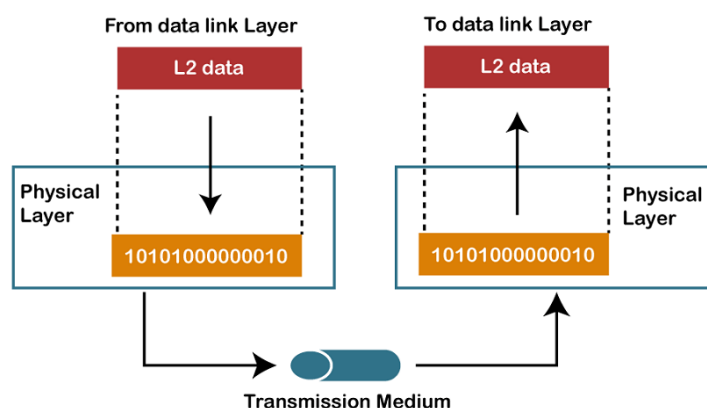 From data link Layer
To data link Layer
L2 data
L2 data
Physical
Layer
Physical
Layer
10101000000010
10101000000010
Transmission Medium